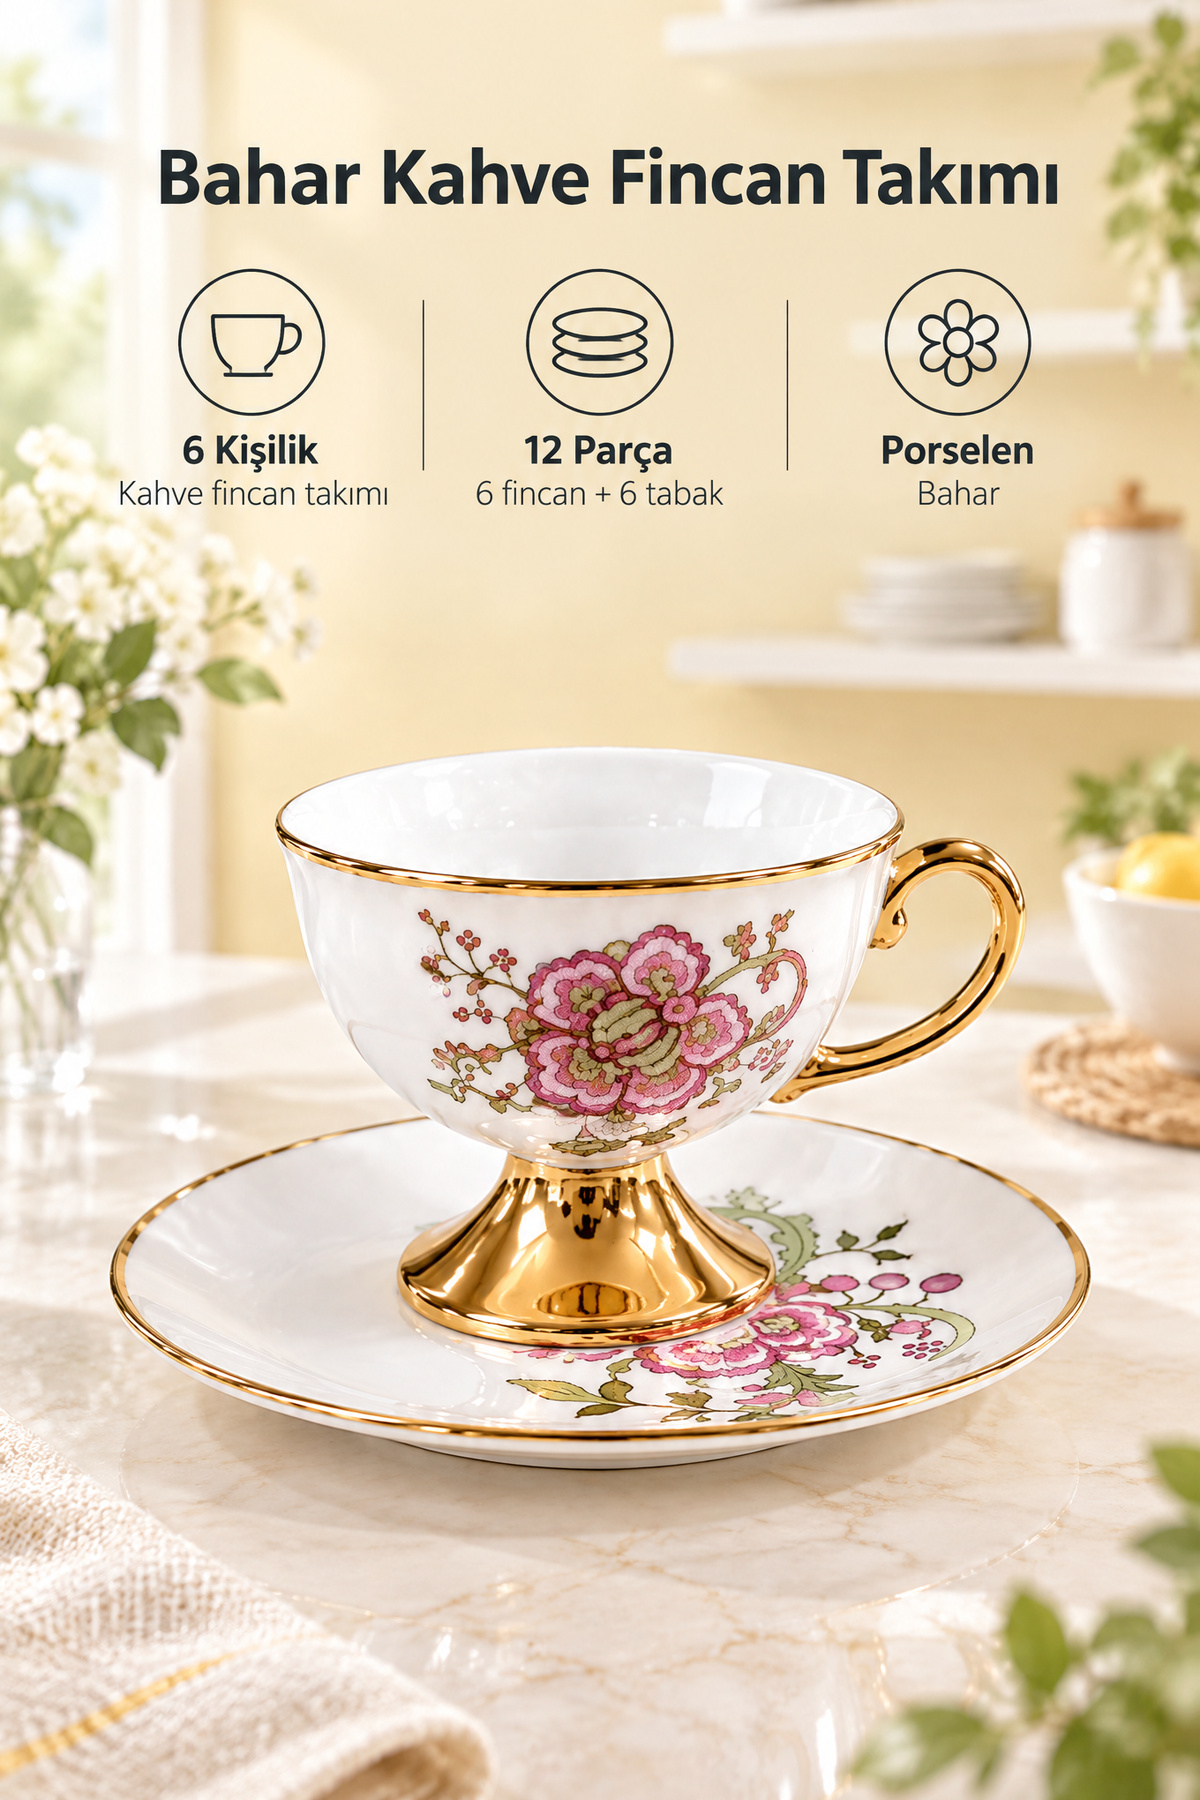 Bahar Kahve Fincan Takımı
6 Kişilik
Kahve fincan takımı
12 Parça
6 fincan + 6 tabak
Porselen
Bahar